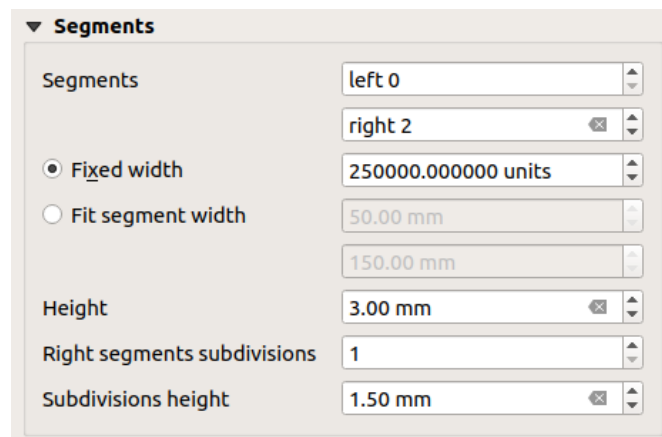 Segments
Segments left 0
right 2
Fixed width 250000.000000 units
Fit segment width 50.00 mm
150.00 mm
Height 3.00 mm
Right segments subdivisions 1
Subdivisions height 1.50 mm